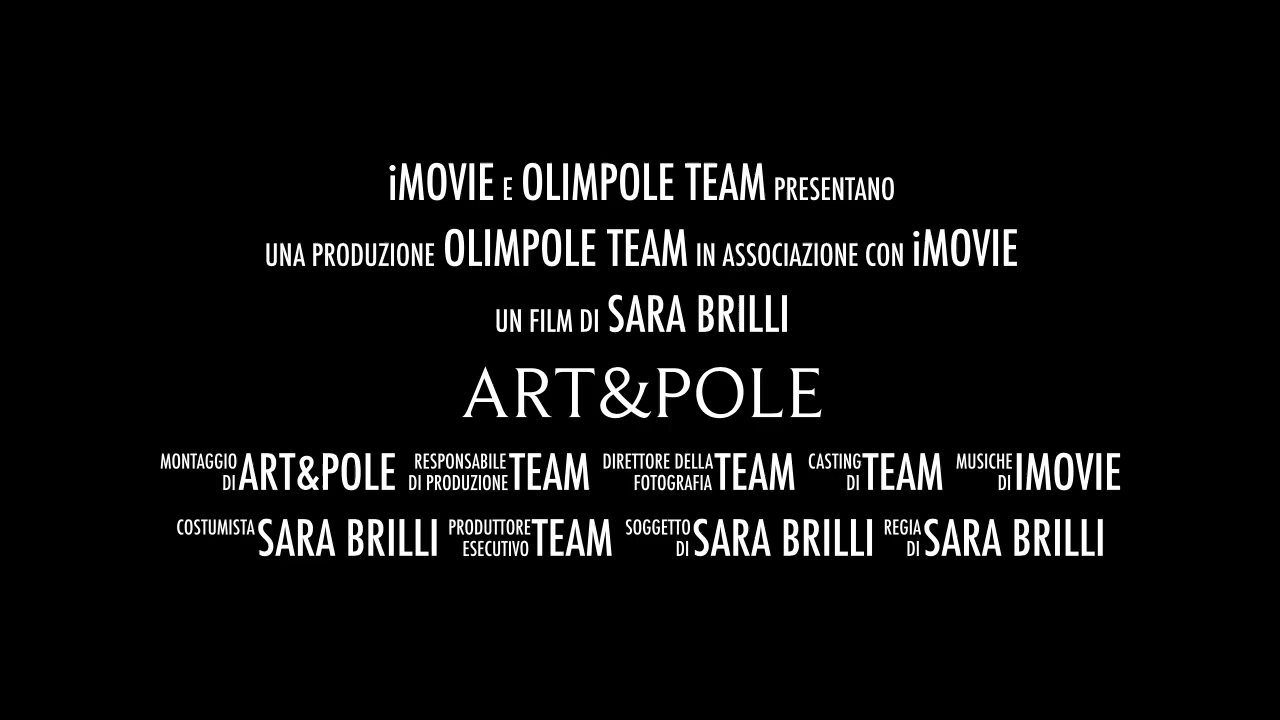 iMOVIE E OLIMPOLE TEAM PRESENTANO
UNA PRODUZIONE OLIMPOLE TEAM IN ASSOCIAZIONE CON iMOVIE
UN FILM DI SARA BRILLI
ART&POLE
MONTAGGIO DI ART&POLE RESPONSABILE DI PRODUZIONE TEAM DIRETTORE DELLA FOTOGRAFIA TEAM CASTING DI TEAM MUSICHE DI IMOVIE
COSTUMISTA SARA BRILLI PRODUTTORE ESECUTIVO TEAM SOGGETTO DI SARA BRILLI REGIA DI SARA BRILLI